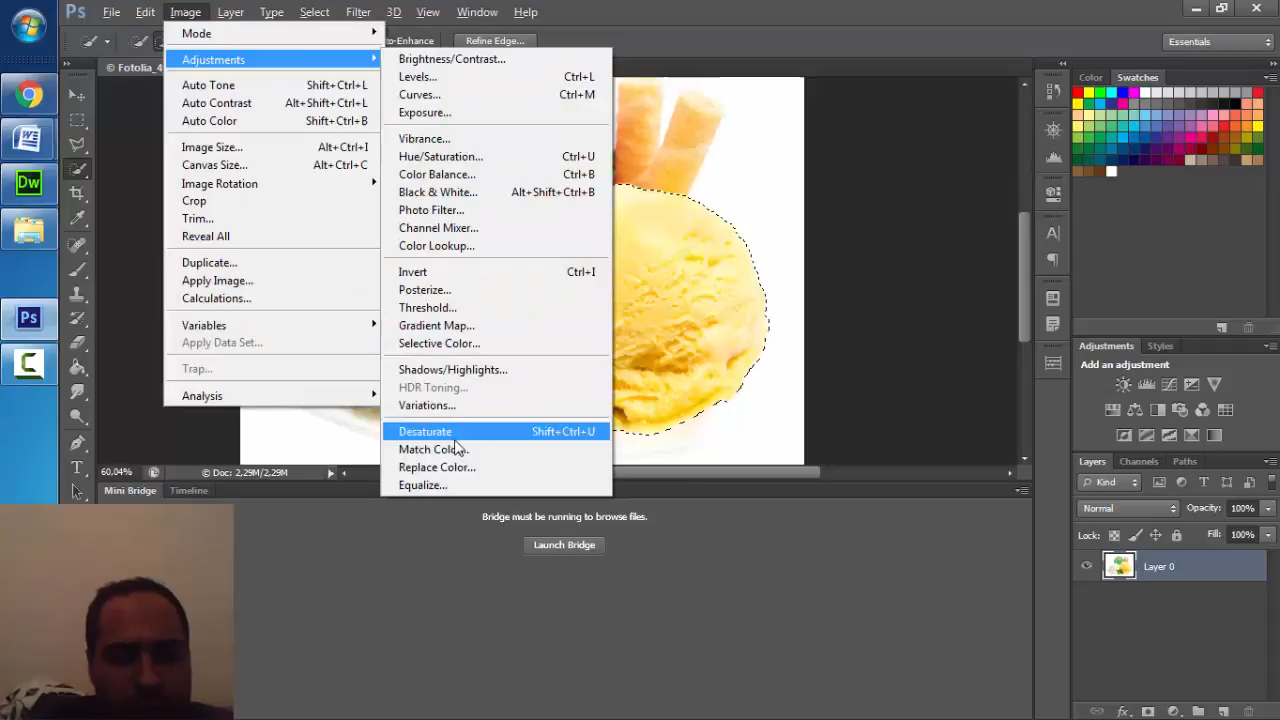 Ps File Edit Image Layer Type Select Filter 3D View Window Help
Mode
Adjustments
Auto Tone Shift+Ctrl+L
Auto Contrast Alt+Shift+Ctrl+L
Auto Color Shift+Ctrl+B
Image Size... Alt+Ctrl+I
Canvas Size... Alt+Ctrl+C
Image Rotation
Crop
Trim...
Reveal All
Duplicate...
Apply Image...
Calculations...
Variables
Apply Data Set...
Trap...
Analysis
-Enhance Refine Edge...
Essentials
© Fotolia_4
Brightness/Contrast...
Levels... Ctrl+L
Curves... Ctrl+M
Exposure...
Vibrance...
Hue/Saturation... Ctrl+U
Color Balance... Ctrl+B
Black & White... Alt+Shift+Ctrl+B
Photo Filter...
Channel Mixer...
Color Lookup...
Invert Ctrl+I
Posterize...
Threshold...
Gradient Map...
Selective Color...
Shadows/Highlights...
HDR Toning...
Variations...
Desaturate Shift+Ctrl+U
Match Colo
Replace Color...
Equalize...
Color Swatches
Adjustments Styles
Add an adjustment
Layers Channels Paths
Kind
Normal Opacity: 100%
Lock: Fill: 100%
Layer 0
60,04% © Doc: 2,29M/2,29M
Mini Bridge Timeline
Bridge must be running to browse files.
Launch Bridge
Dw
Ps